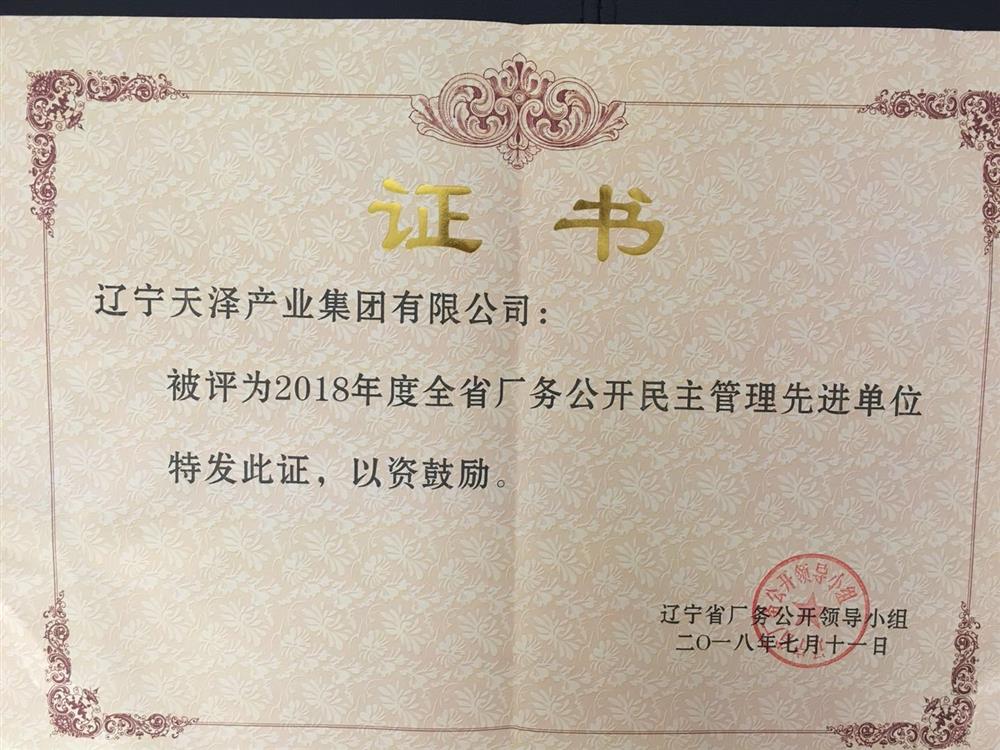 证书
辽宁天泽产业集团有限公司：
被评为2018年度全省厂务公开民主管理先进单位
特发此证，以资鼓励。
辽宁省厂务公开领导小组
二〇一八年七月十一日